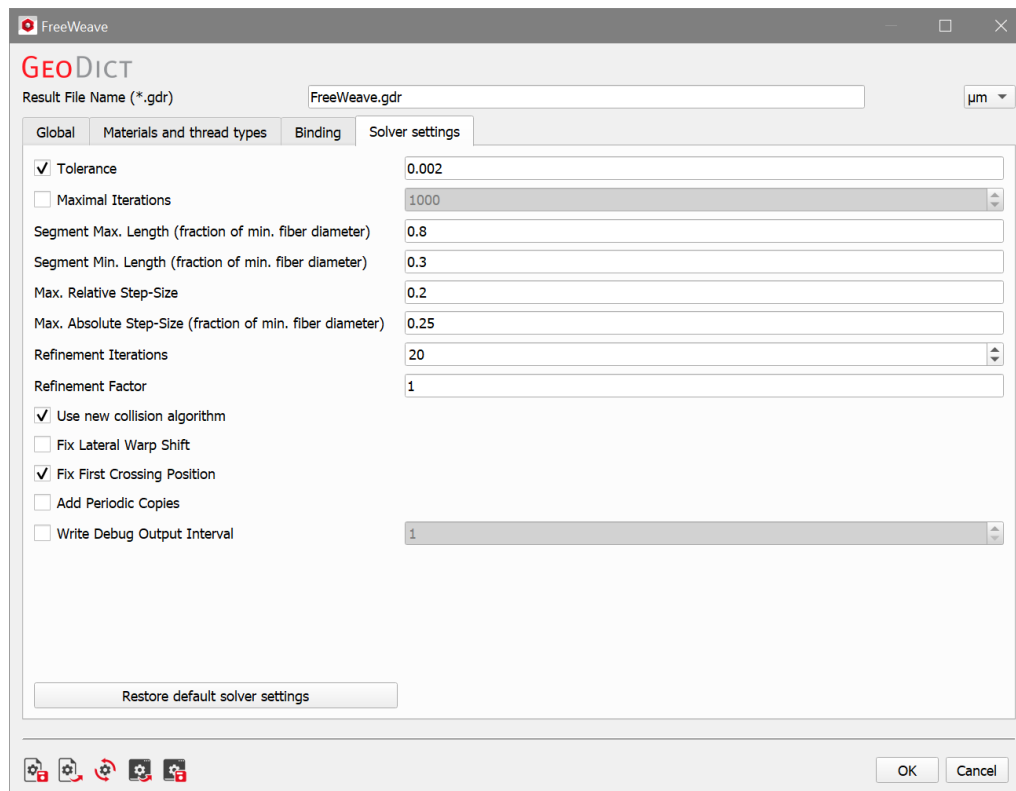 FreeWeave
GEODICT
Result File Name (*.gdr) FreeWeave.gdr µm
Global Materials and thread types Binding Solver settings
Tolerance 0.002
Maximal Iterations 1000
Segment Max. Length (fraction of min. fiber diameter) 0.8
Segment Min. Length (fraction of min. fiber diameter) 0.3
Max. Relative Step-Size 0.2
Max. Absolute Step-Size (fraction of min. fiber diameter) 0.25
Refinement Iterations 20
Refinement Factor 1
Use new collision algorithm
Fix Lateral Warp Shift
Fix First Crossing Position
Add Periodic Copies
Write Debug Output Interval 1
Restore default solver settings
OK Cancel